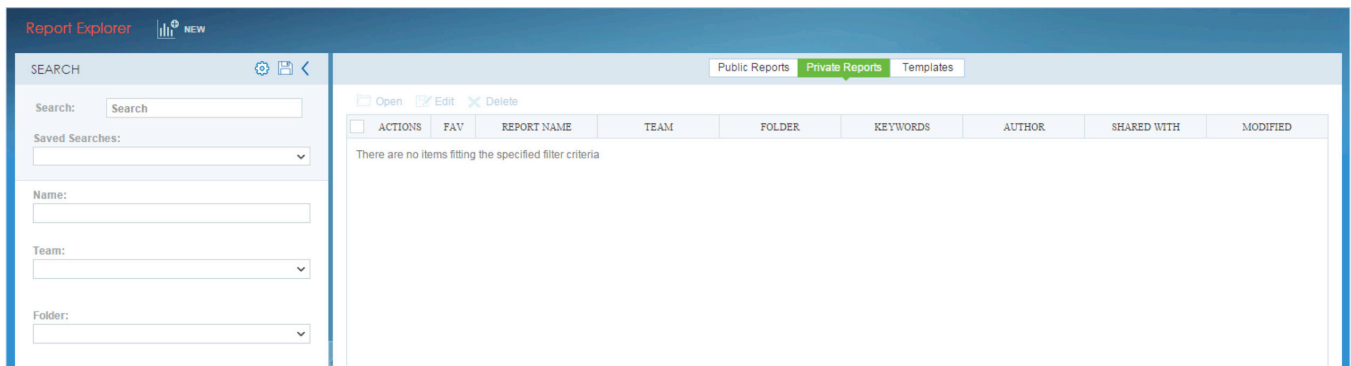 Report Explorer NEW
SEARCH
Search: Search
Saved Searches:
Name:
Team:
Folder:
Public Reports Private Reports Templates
Open Edit Delete
ACTIONS FAV REPORT NAME TEAM FOLDER KEYWORDS AUTHOR SHARED WITH MODIFIED
There are no items fitting the specified filter criteria